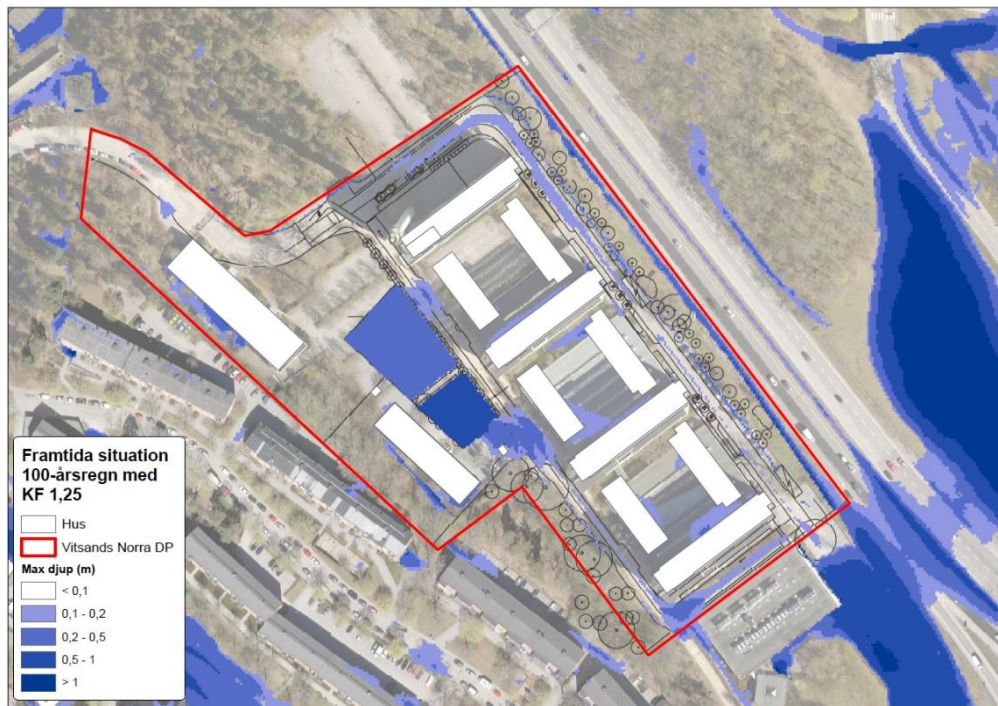 Framtida situation
100-årsregn med
KF 1,25
Hus
Vitsands Norra DP
Max djup (m)
< 0,1
0,1 - 0,2
0,2 - 0,5
0,5 - 1
> 1